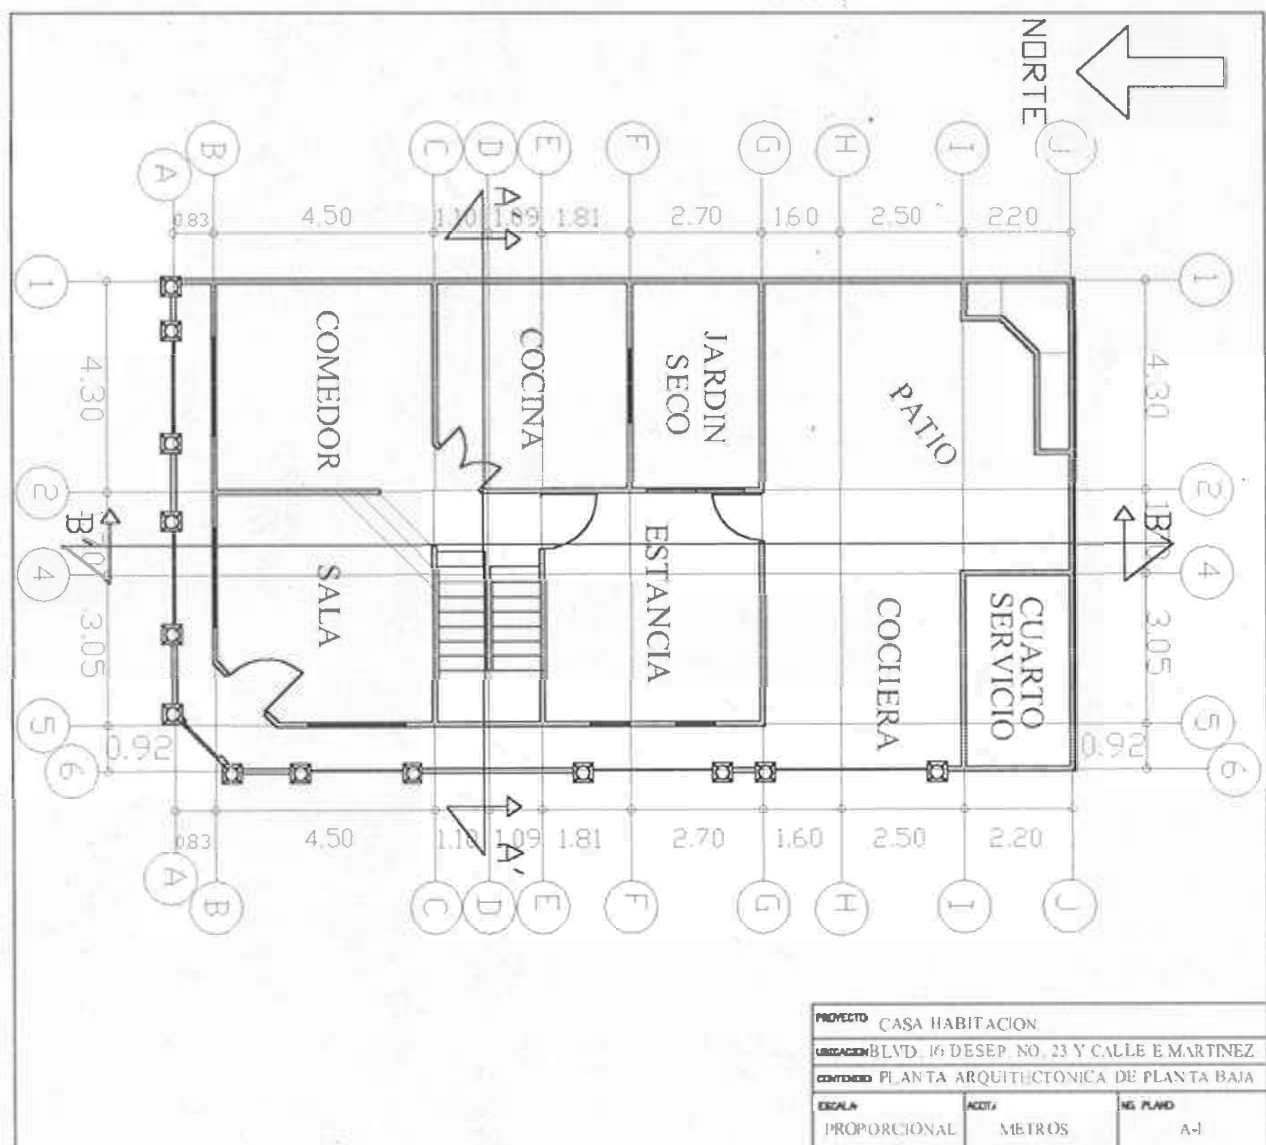 NORTE
A B C D E F G H I J
0.83 4.50 1.10 1.09 1.81 2.70 1.60 2.50 2.20
A'
1 1
4.30 4.30
COMEDOR
COCINA
JARDIN
SECO
PATIO
2 2
B' B'
ESTANCIA
SALA
4 4
3.05 3.05
COCHERA
CUARTO
SERVICIO
5 5
0.92 0.92
6 6
A'
0.83 4.50 1.10 1.09 1.81 2.70 1.60 2.50 2.20
A B C D E F G H I J
PROYECTO CASA HABITACION
UBICACION BLVD. 16 DE SEP. NO. 23 Y CALLE E MARTINEZ
CONTENIDO PLANTA ARQUITECTONICA DE PLANTA BAJA
ESCALA: ACOT.: NO. PLANO
PROPORCIONAL METROS A-1